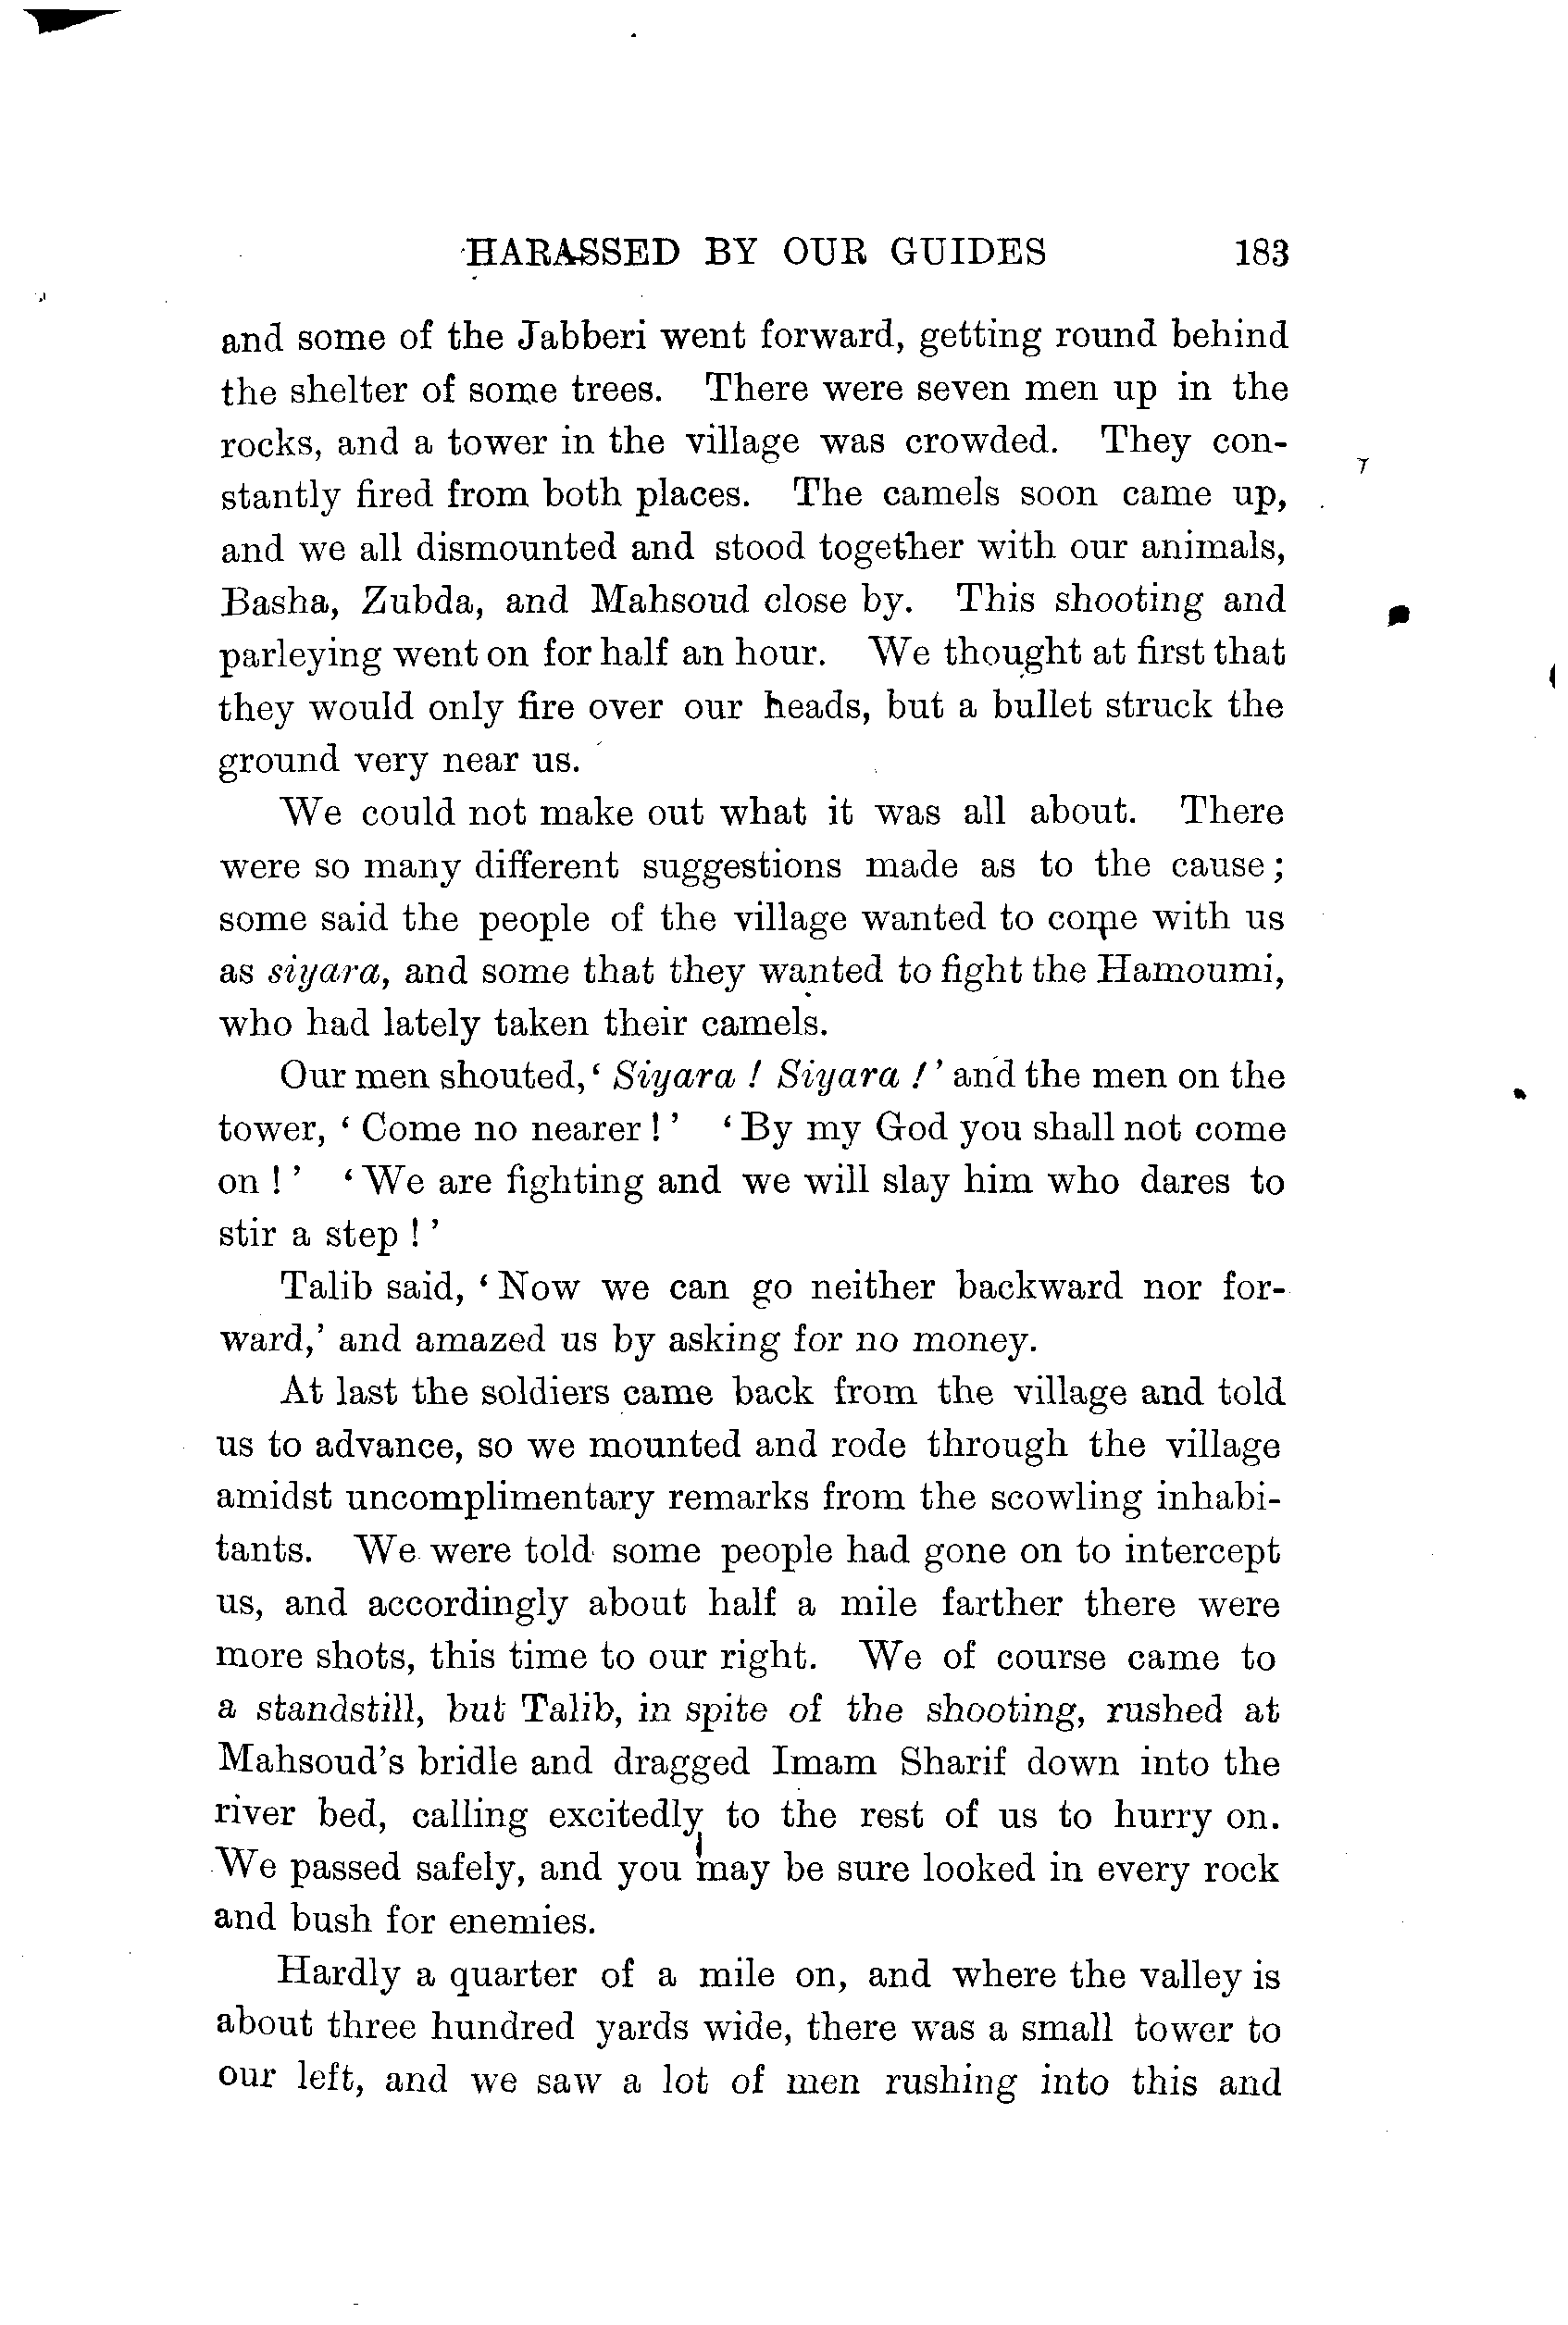 HARASSED BY OUR GUIDES 183
and some of the Jabberi went forward, getting round behind
the shelter of some trees. There were seven men up in the
rocks, and a tower in the village was crowded. They con-
stantly fired from both places. The camels soon came up,
and we all dismounted and stood together with our animals,
Basha, Zubda, and Mahsoud close by. This shooting and
parleying went on for half an hour. We thought at first that
they would only fire over our heads, but a bullet struck the
ground very near us.
We could not make out what it was all about. There
were so many different suggestions made as to the cause;
some said the people of the village wanted to come with us
as siyara, and some that they wanted to fight the Hamoumi,
who had lately taken their camels.
Our men shouted, ‘Siyara! Siyara!’ and the men on the
tower, ‘Come no nearer!’ ‘By my God you shall not come
on!’ ‘We are fighting and we will slay him who dares to
stir a step!’
Talib said, ‘Now we can go neither backward nor for-
ward,’ and amazed us by asking for no money.
At last the soldiers came back from the village and told
us to advance, so we mounted and rode through the village
amidst uncomplimentary remarks from the scowling inhabi-
tants. We were told some people had gone on to intercept
us, and accordingly about half a mile farther there were
more shots, this time to our right. We of course came to
a standstill, but Talib, in spite of the shooting, rushed at
Mahsoud's bridle and dragged Imam Sharif down into the
river bed, calling excitedly to the rest of us to hurry on.
We passed safely, and you may be sure looked in every rock
and bush for enemies.
Hardly a quarter of a mile on, and where the valley is
about three hundred yards wide, there was a small tower to
our left, and we saw a lot of men rushing into this and